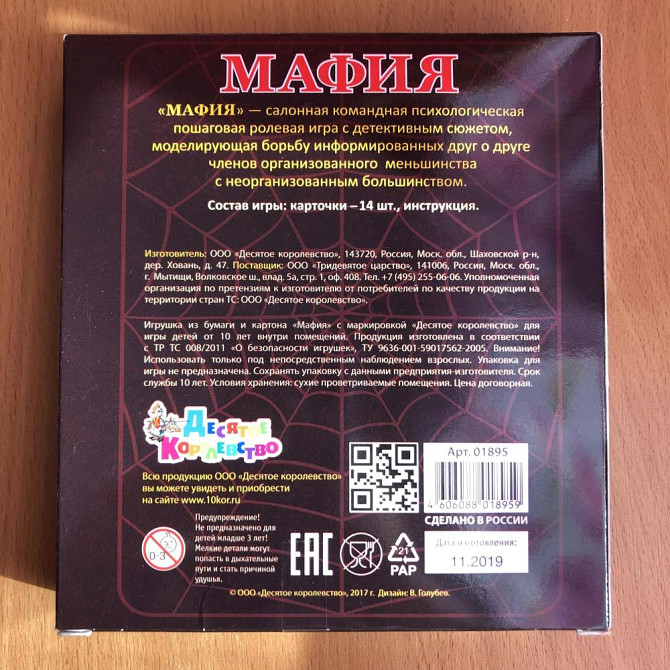 МАФИЯ
«МАФИЯ» — салонная командная психологическая
пошаговая ролевая игра с детективным сюжетом,
моделирующая борьбу информированных друг о друге
членов организованного меньшинства
с неорганизованным большинством.
Состав игры: карточки – 14 шт., инструкция.
Изготовитель: ООО «Десятое королевство», 143720, Россия, Моск. обл., Шаховской р-н,
дер. Ховань, д. 47. Поставщик: ООО «Тридевятое царство», 141006, Россия, Моск. обл.,
г. Мытищи, Волковское ш., влад. 5а, стр. 1, оф. 408. Тел. +7 (495) 255-06-06. Уполномоченная
организация по претензиям к изготовителю от потребителей по качеству продукции на
территории стран ТС: ООО «Десятое королевство».
Игрушка из бумаги и картона «Мафия» с маркировкой «Десятое королевство» для
игры детей от 10 лет внутри помещений. Продукция изготовлена в соответствии
с ТР ТС 008/2011 «О безопасности игрушек», ТУ 9636-001-59017562-2005. Внимание!
Использовать только под непосредственным наблюдением взрослых. Упаковка для
игры не предназначена. Сохранять упаковку с данными предприятия-изготовителя. Срок
службы 10 лет. Условия хранения: сухие проветриваемые помещения. Цена договорная.
Десятое
Королевство
Всю продукцию ООО «Десятое королевство»
вы можете увидеть и приобрести
на сайте www.10kor.ru
Арт. 01895
4 606088 018959
СДЕЛАНО В РОССИИ
Дата изготовления:
11.2019
0-3
Предупреждение!
Не предназначено для
детей младше 3 лет!
Мелкие детали могут
попасть в дыхательные
пути и стать причиной
удушья.
EAC
21
PAP
© ООО «Десятое королевство», 2017 г. Дизайн: В. Голубев.